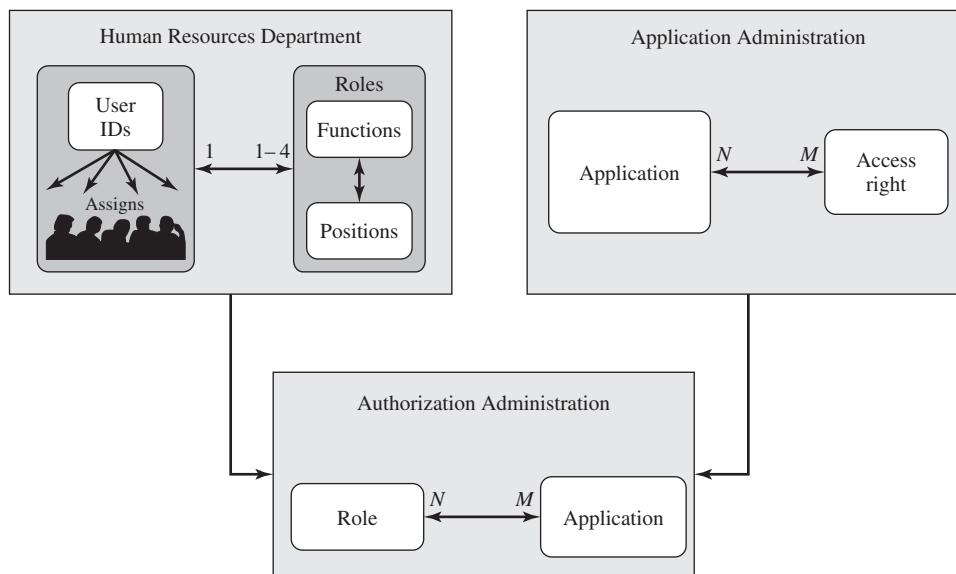 Human Resources Department
User
IDs
Assigns
1
1–4
Roles
Functions
Positions
Application Administration
Application
N
M
Access
right
Authorization Administration
Role
N
M
Application